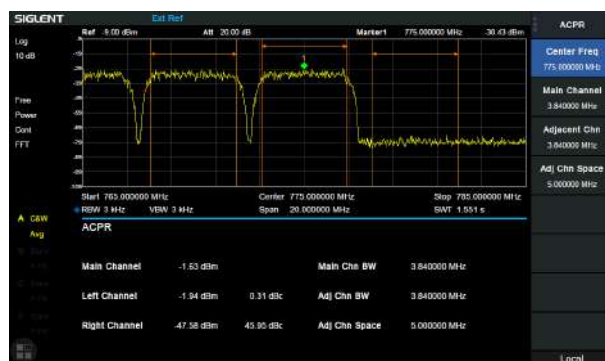 SIGLENT Ext Ref
ACPR
Ref -9.00 dBm Att 20.00 dB Marker1 775.000000 MHz -30.43 dBm
Log
10 dB
1
Center Freq
775.000000 MHz
Main Channel
3.840000 MHz
Free
Power
Cont
FFT
Adjacent Chn
3.840000 MHz
Adj Chn Space
5.000000 MHz
Start 765.000000 MHz Center 775.000000 MHz Stop 785.000000 MHz
RBW 3 kHz VBW 3 kHz Span 20.000000 MHz SWT 1.551 s
A C&W
Avg
ACPR
Main Channel -1.63 dBm Main Chn BW 3.840000 MHz
Left Channel -1.94 dBm 0.31 dBc Adj Chn BW 3.840000 MHz
Right Channel -47.58 dBm 45.95 dBc Adj Chn Space 5.000000 MHz
Local